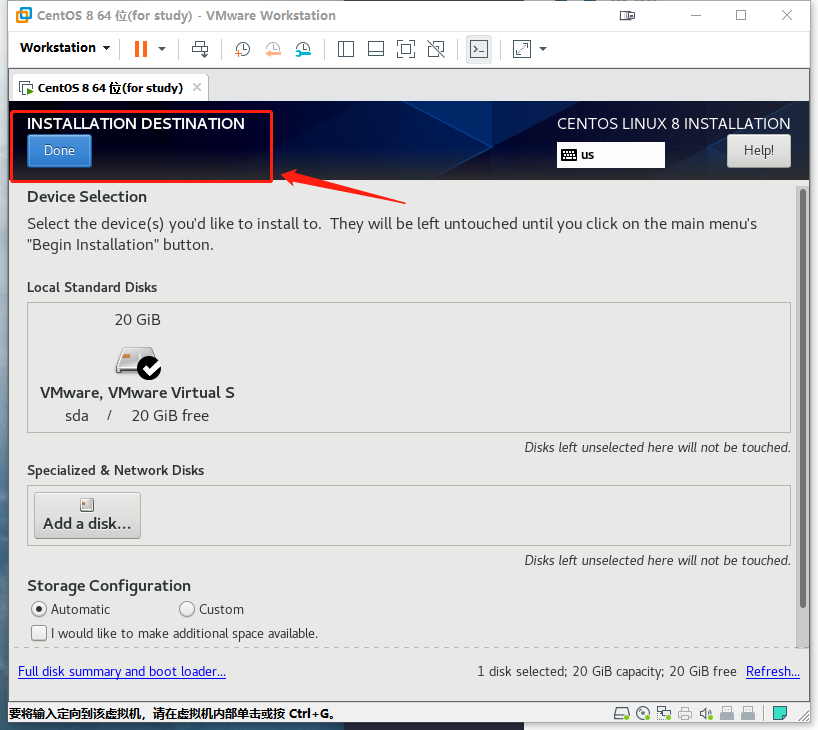 CentOS 8 64 位(for study) - VMware Workstation
Workstation
CentOS 8 64 位(for study)
INSTALLATION DESTINATION
CENTOS LINUX 8 INSTALLATION
Done
us
Help!
Device Selection
Select the device(s) you'd like to install to. They will be left untouched until you click on the main menu's
"Begin Installation" button.
Local Standard Disks
20 GiB
VMware, VMware Virtual S
sda / 20 GiB free
Disks left unselected here will not be touched.
Specialized & Network Disks
Add a disk...
Disks left unselected here will not be touched.
Storage Configuration
Automatic Custom
I would like to make additional space available.
Full disk summary and boot loader... 1 disk selected; 20 GiB capacity; 20 GiB free Refresh...
要将输入定向到该虚拟机，请在虚拟机内部单击或按 Ctrl+G。